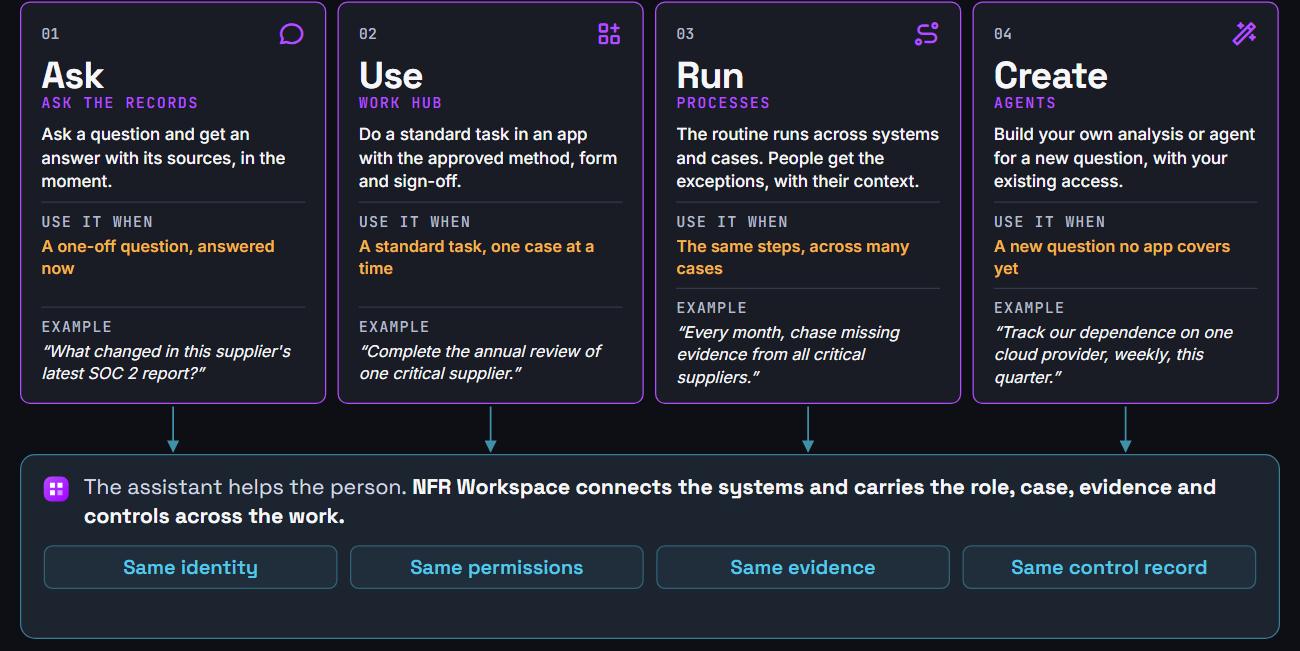 01
Ask
ASK THE RECORDS
Ask a question and get an
answer with its sources, in the
moment.
USE IT WHEN
A one-off question, answered
now
EXAMPLE
“What changed in this supplier's
latest SOC 2 report?”
02
Use
WORK HUB
Do a standard task in an app
with the approved method, form
and sign-off.
USE IT WHEN
A standard task, one case at a
time
EXAMPLE
“Complete the annual review of
one critical supplier.”
03
Run
PROCESSES
The routine runs across systems
and cases. People get the
exceptions, with their context.
USE IT WHEN
The same steps, across many
cases
EXAMPLE
“Every month, chase missing
evidence from all critical
suppliers.”
04
Create
AGENTS
Build your own analysis or agent
for a new question, with your
existing access.
USE IT WHEN
A new question no app covers
yet
EXAMPLE
“Track our dependence on one
cloud provider, weekly, this
quarter.”
The assistant helps the person. NFR Workspace connects the systems and carries the role, case, evidence and
controls across the work.
Same identity
Same permissions
Same evidence
Same control record